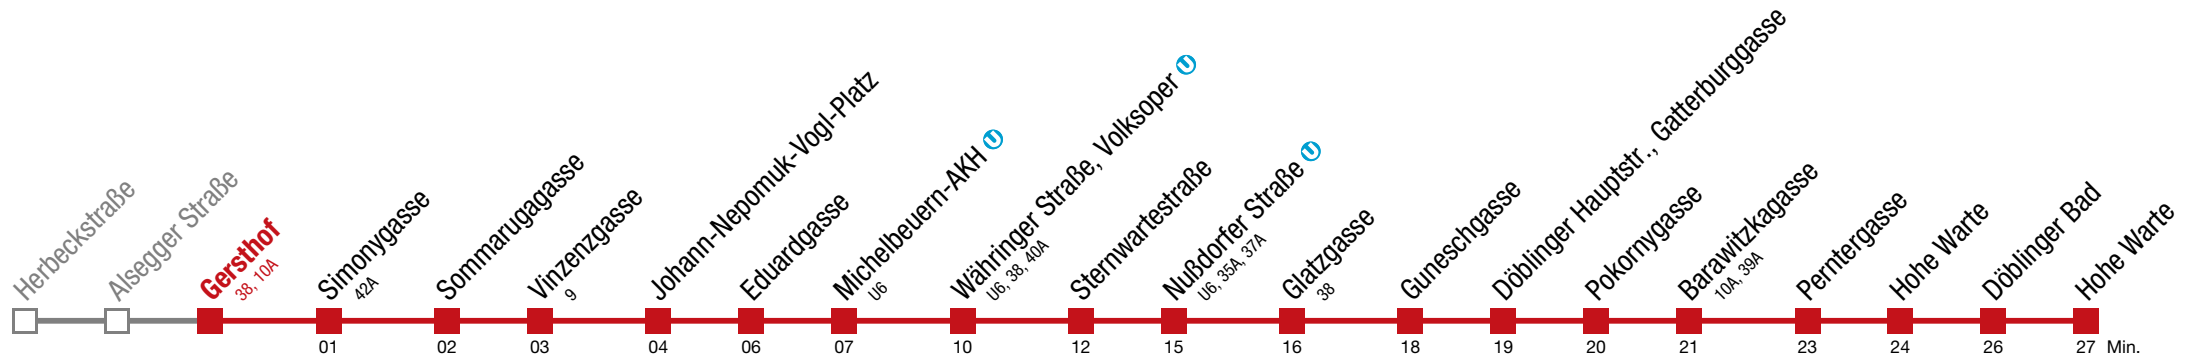 Herbeckstraße
Alsegger Straße
Gersthof
38, 10A
Simonygasse
42A
Sommarugagasse
Vinzenzgasse
9
Johann-Nepomuk-Vogl-Platz
Eduardgasse
Michelbeuern-AKH U
U6
Währinger Straße, Volksoper U
U6, 38, 40A
Sternwartestraße
Nußdorfer Straße U
U6, 35A, 37A
Glatzgasse
38
Guneschgasse
Döblinger Hauptstr., Gatterburggasse
Pokornygasse
Barawitzkagasse
10A, 39A
Perntergasse
Hohe Warte
Döblinger Bad
Hohe Warte
01 02 03 04 06 07 10 12 15 16 18 19 20 21 23 24 26 27 Min.